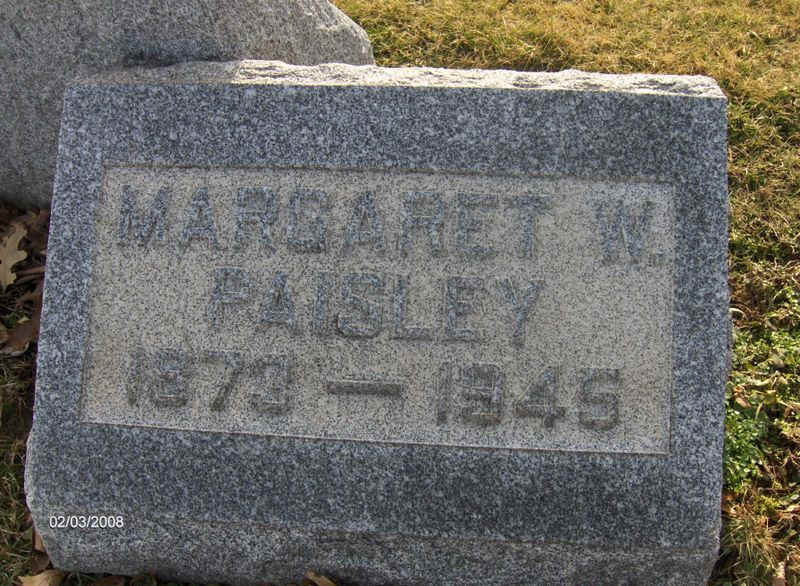 MARGARET W.
PAISLEY
1873 — 1945
02/03/2008